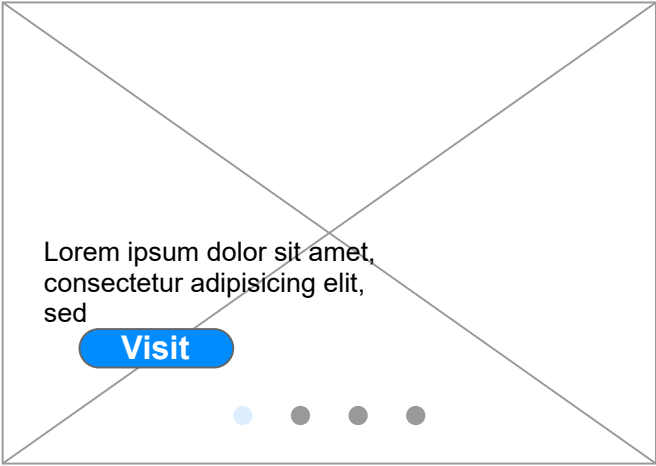 Lorem ipsum dolor sit amet,
consectetur adipisicing elit,
sed
Visit